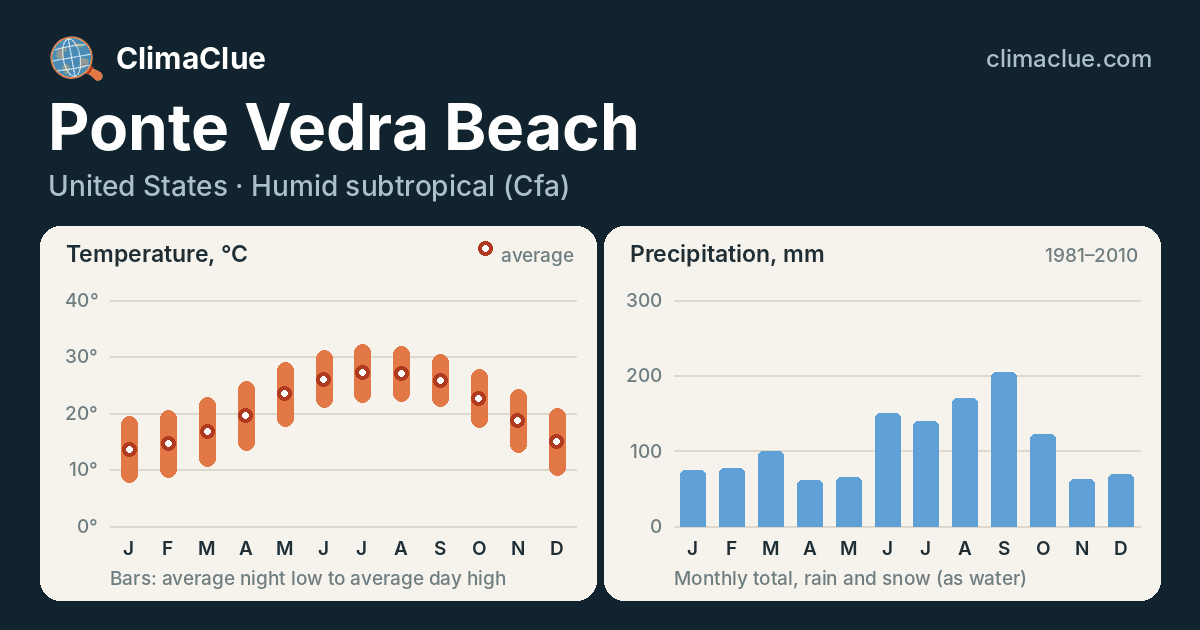 ClimaClue
climaclue.com
Ponte Vedra Beach
United States · Humid subtropical (Cfa)
Temperature, °C
average
40°
30°
20°
10°
0°
J F M A M J J A S O N D
Bars: average night low to average day high
Precipitation, mm
1981–2010
300
200
100
0
J F M A M J J A S O N D
Monthly total, rain and snow (as water)